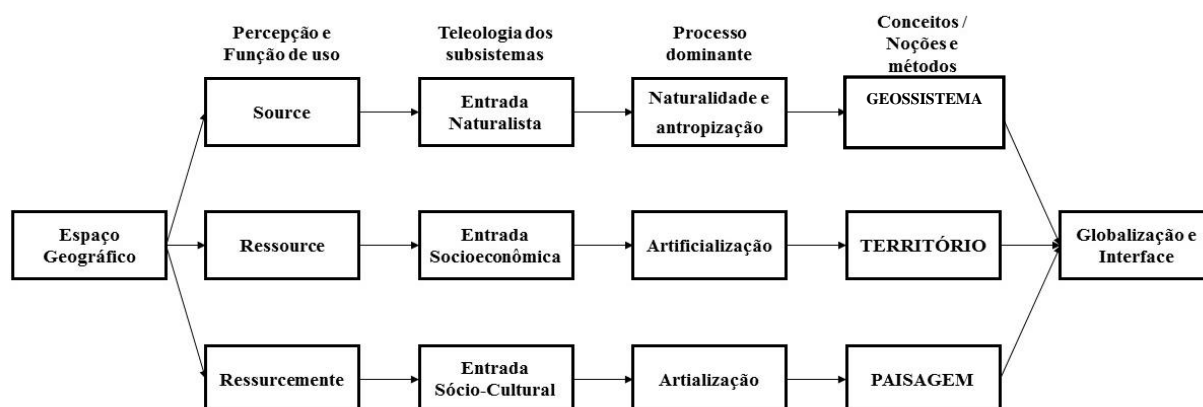 Percepção e
Função de uso
Teleologia dos
subsistemas
Processo
dominante
Conceitos /
Noções e
métodos
Source
Entrada
Naturalista
Naturalidade e
antropização
GEOSSISTEMA
Espaço
Geográfico
Ressource
Entrada
Socioeconômica
Artificialização
TERRITÓRIO
Globalização e
Interface
Ressurcemente
Entrada
Sócio-Cultural
Artialização
PAISAGEM